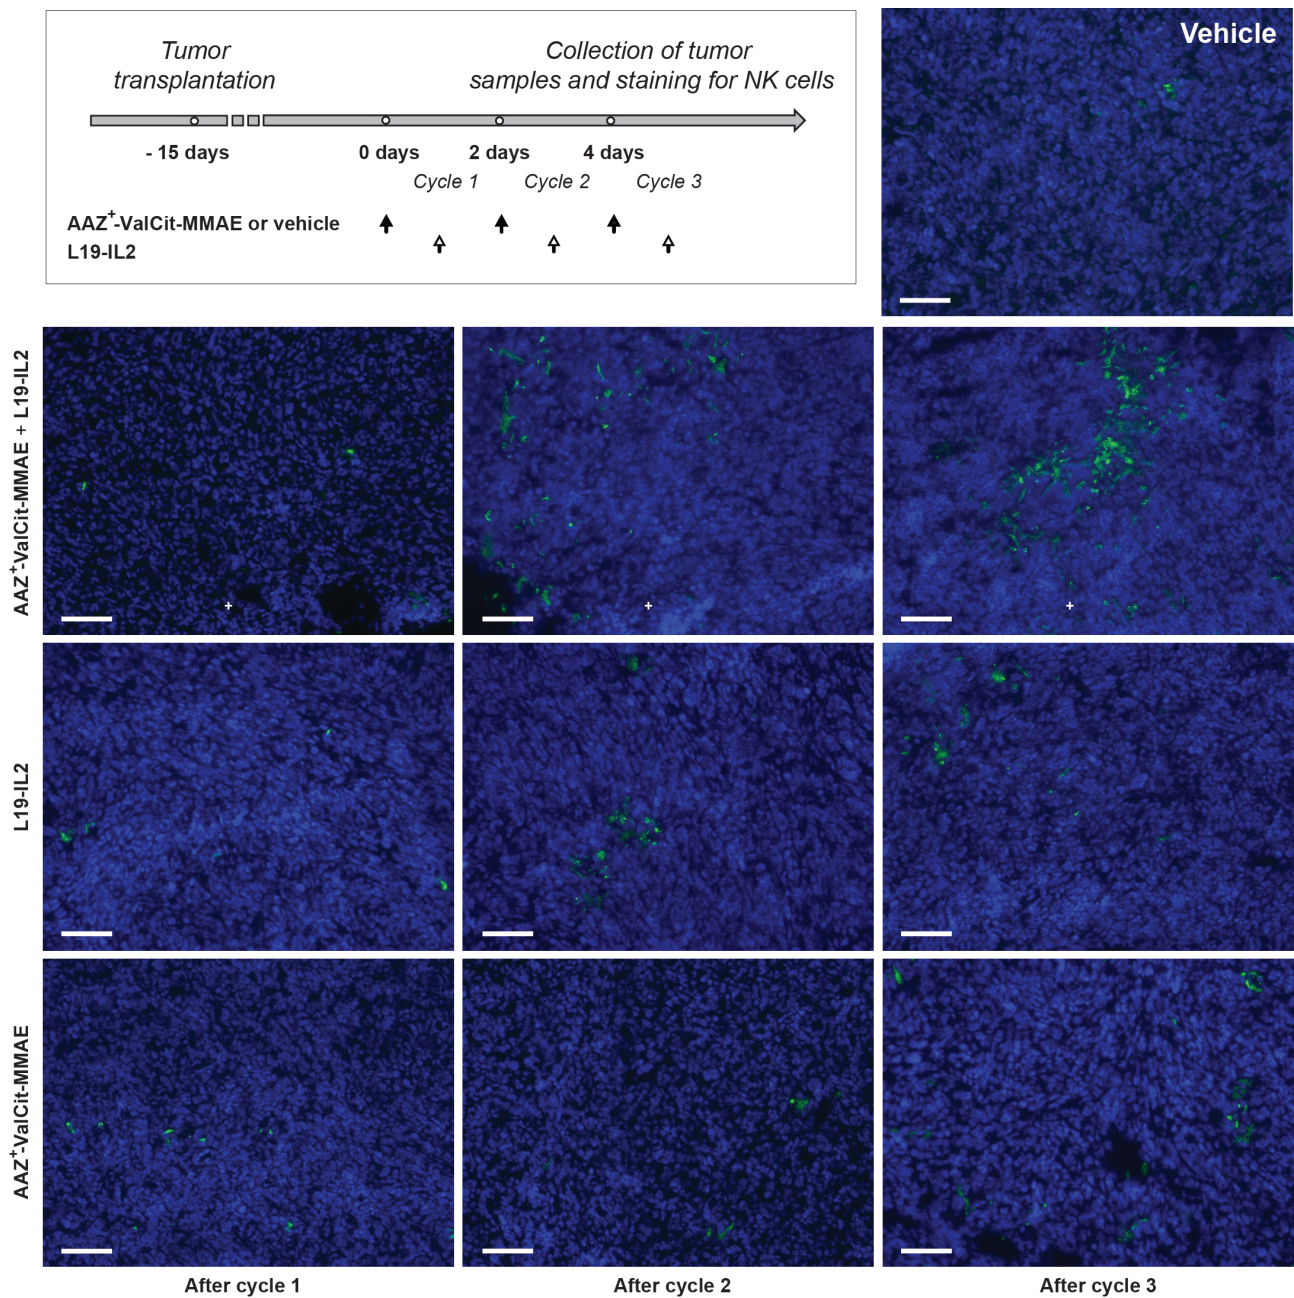 Tumor
transplantation
Collection of tumor
samples and staining for NK cells
- 15 days
0 days
2 days
4 days
Cycle 1
Cycle 2
Cycle 3
AAZ⁺-ValCit-MMAE or vehicle
L19-IL2
Vehicle
AAZ⁺-ValCit-MMAE + L19-IL2
+
+
+
L19-IL2
AAZ⁺-ValCit-MMAE
After cycle 1
After cycle 2
After cycle 3